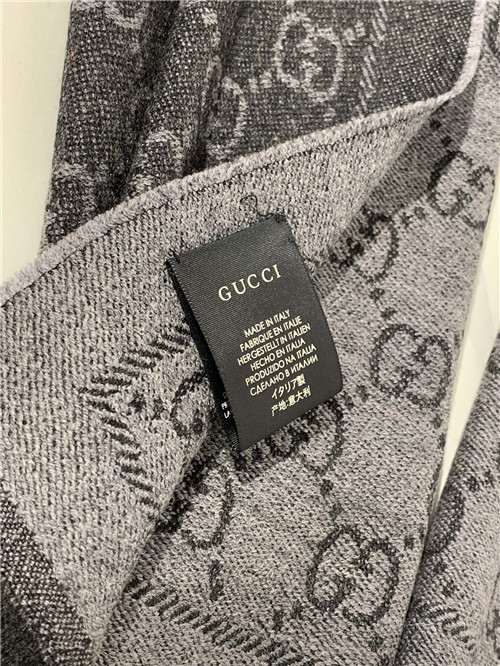 GUCCI
MADE IN ITALY
FABRIQUE EN ITALIE
HERGESTELLT IN ITALIEN
HECHO EN ITALIA
PRODUZIDO NA ITALIA
СДЕЛАНО В ИТАЛИИ
イタリア製
产地:意大利